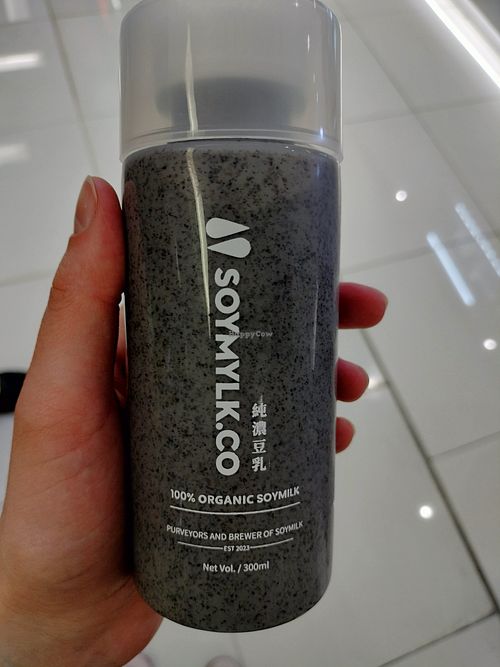 SOYMYLK.CO
純濃豆乳
100% ORGANIC SOYMILK
PURVEYORS AND BREWER OF SOYMILK
EST 2023
Net Vol. / 300ml
HappyCow